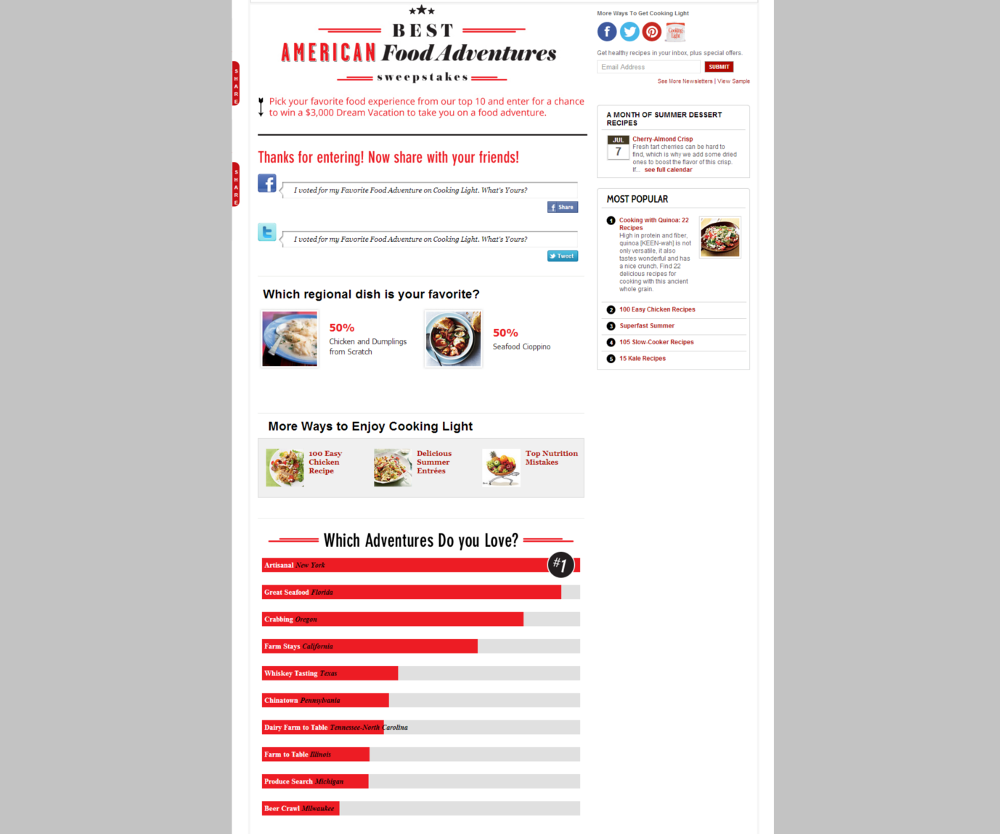 BEST
AMERICAN Food Adventures
sweepstakes
Pick your favorite food experience from our top 10 and enter for a chance
to win a $3,000 Dream Vacation to take you on a food adventure.
SHARE
Thanks for entering! Now share with your friends!
SHARE
I voted for my Favorite Food Adventure on Cooking Light. What's Yours?
Share
I voted for my Favorite Food Adventure on Cooking Light. What's Yours?
Tweet
Which regional dish is your favorite?
50%
Chicken and Dumplings
from Scratch
50%
Seafood Cioppino
More Ways to Enjoy Cooking Light
100 Easy
Chicken
Recipe
Delicious
Summer
Entrées
Top Nutrition
Mistakes
Which Adventures Do you Love?
Artisanal New York
#1
Great Seafood Florida
Crabbing Oregon
Farm Stays California
Whiskey Tasting Texas
Chinatown Pennsylvania
Dairy Farm to Table Tennessee-North Carolina
Farm to Table Illinois
Produce Search Michigan
Beer Crawl Milwaukee
More Ways To Get Cooking Light
Get healthy recipes in your inbox, plus special offers.
Email Address
SUBMIT
See More Newsletters | View Sample
A MONTH OF SUMMER DESSERT
RECIPES
JUL
7
Cherry-Almond Crisp
Fresh tart cherries can be hard to
find, which is why we add some dried
ones to boost the flavor of this crisp.
If... see full calendar
MOST POPULAR
1 Cooking with Quinoa: 22
Recipes
High in protein and fiber,
quinoa [KEEN-wah] is not
only versatile, it also
tastes wonderful and has
a nice crunch. Find 22
delicious recipes for
cooking with this ancient
whole grain.
2 100 Easy Chicken Recipes
3 Superfast Summer
4 105 Slow-Cooker Recipes
5 15 Kale Recipes